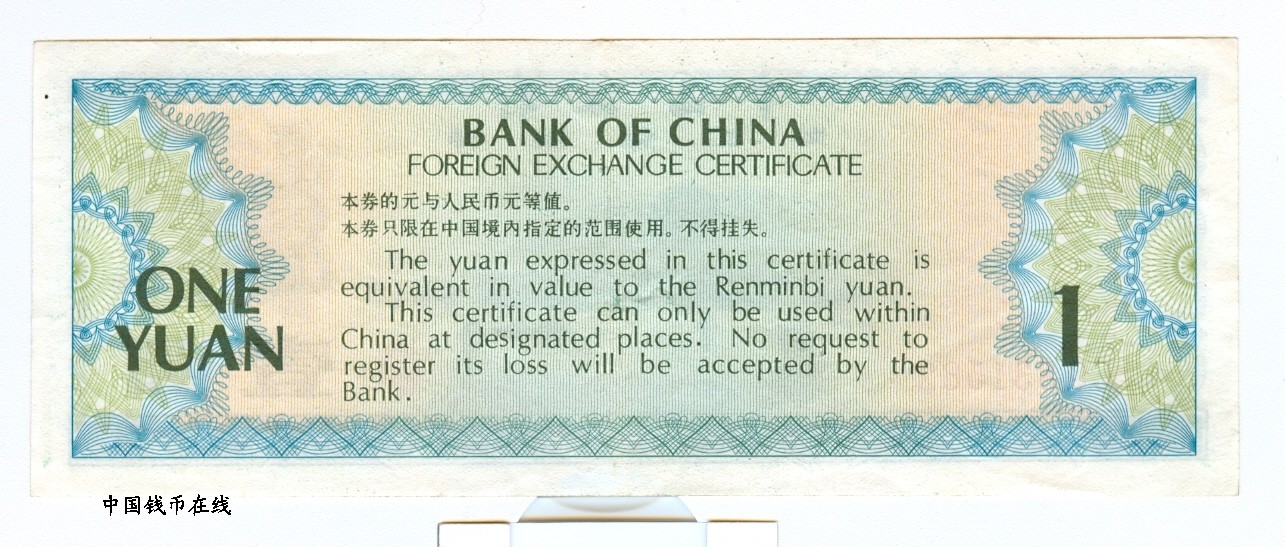 BANK OF CHINA
FOREIGN EXCHANGE CERTIFICATE
本券的元与人民币元等值。
本券只限在中国境内指定的范围使用。不得挂失。
The yuan expressed in this certificate is
equivalent in value to the Renminbi yuan.
This certificate can only be used within
China at designated places. No request to
register its loss will be accepted by the
Bank.
ONE
YUAN
1
中国钱币在线